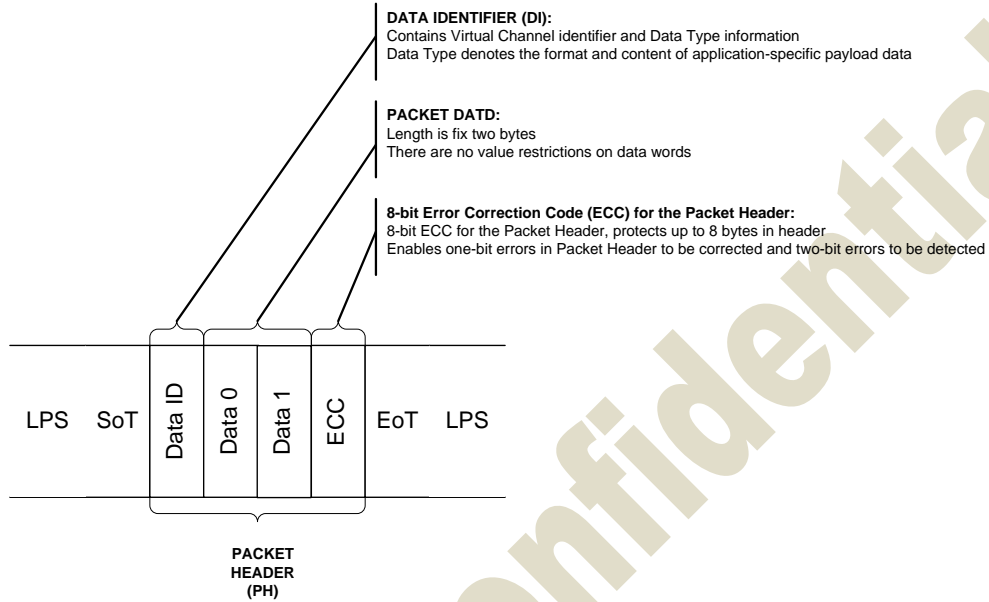 DATA IDENTIFIER (DI):
Contains Virtual Channel identifier and Data Type information
Data Type denotes the format and content of application-specific payload data
PACKET DATD:
Length is fix two bytes
There are no value restrictions on data words
8-bit Error Correction Code (ECC) for the Packet Header:
8-bit ECC for the Packet Header, protects up to 8 bytes in header
Enables one-bit errors in Packet Header to be corrected and two-bit errors to be detected
LPS
SoT
Data ID
Data 0
Data 1
ECC
EoT
LPS
PACKET
HEADER
(PH)
onfidential